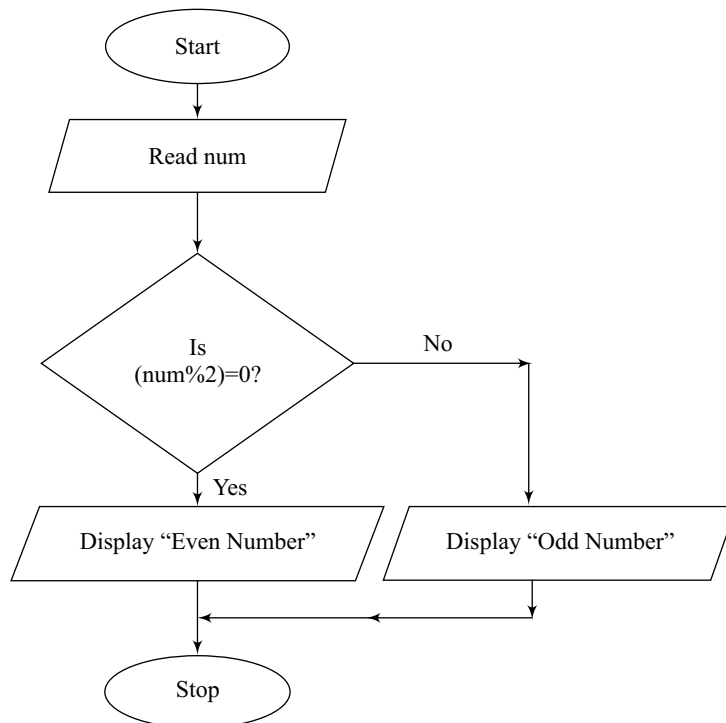 Start
Read num
Is
(num%2)=0?
No
Yes
Display “Even Number”
Display “Odd Number”
Stop